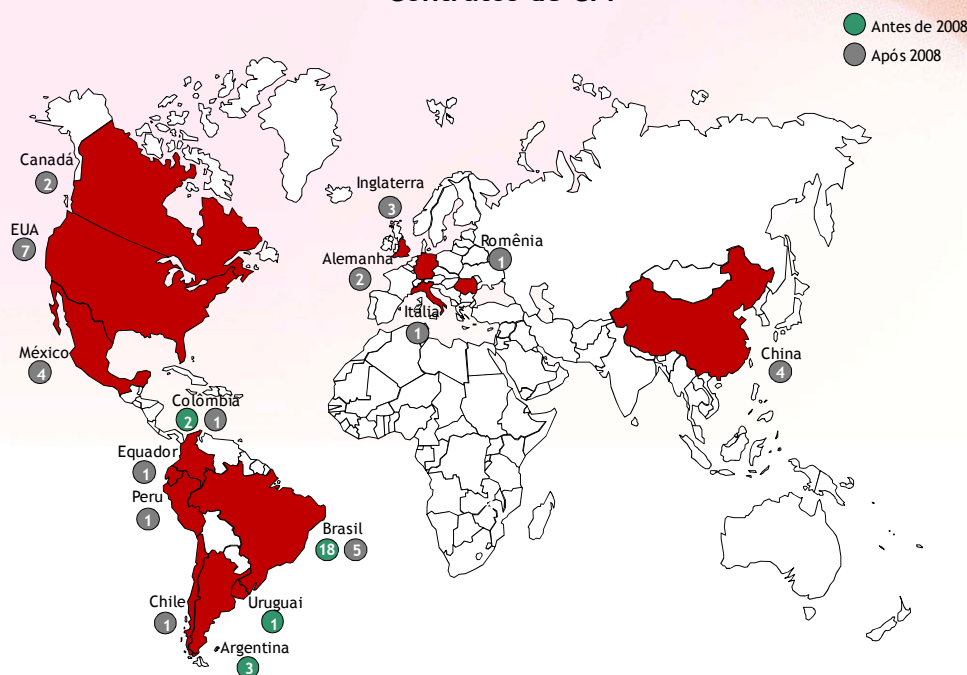 Antes de 2008
Após 2008
Canadá
2
Inglaterra
3
EUA
7
Alemanha
2
Romênia
1
Itália
1
México
4
China
4
Colômbia
2 1
Equador
1
Peru
1
Brasil
18 5
Chile
1
Uruguai
1
Argentina
3